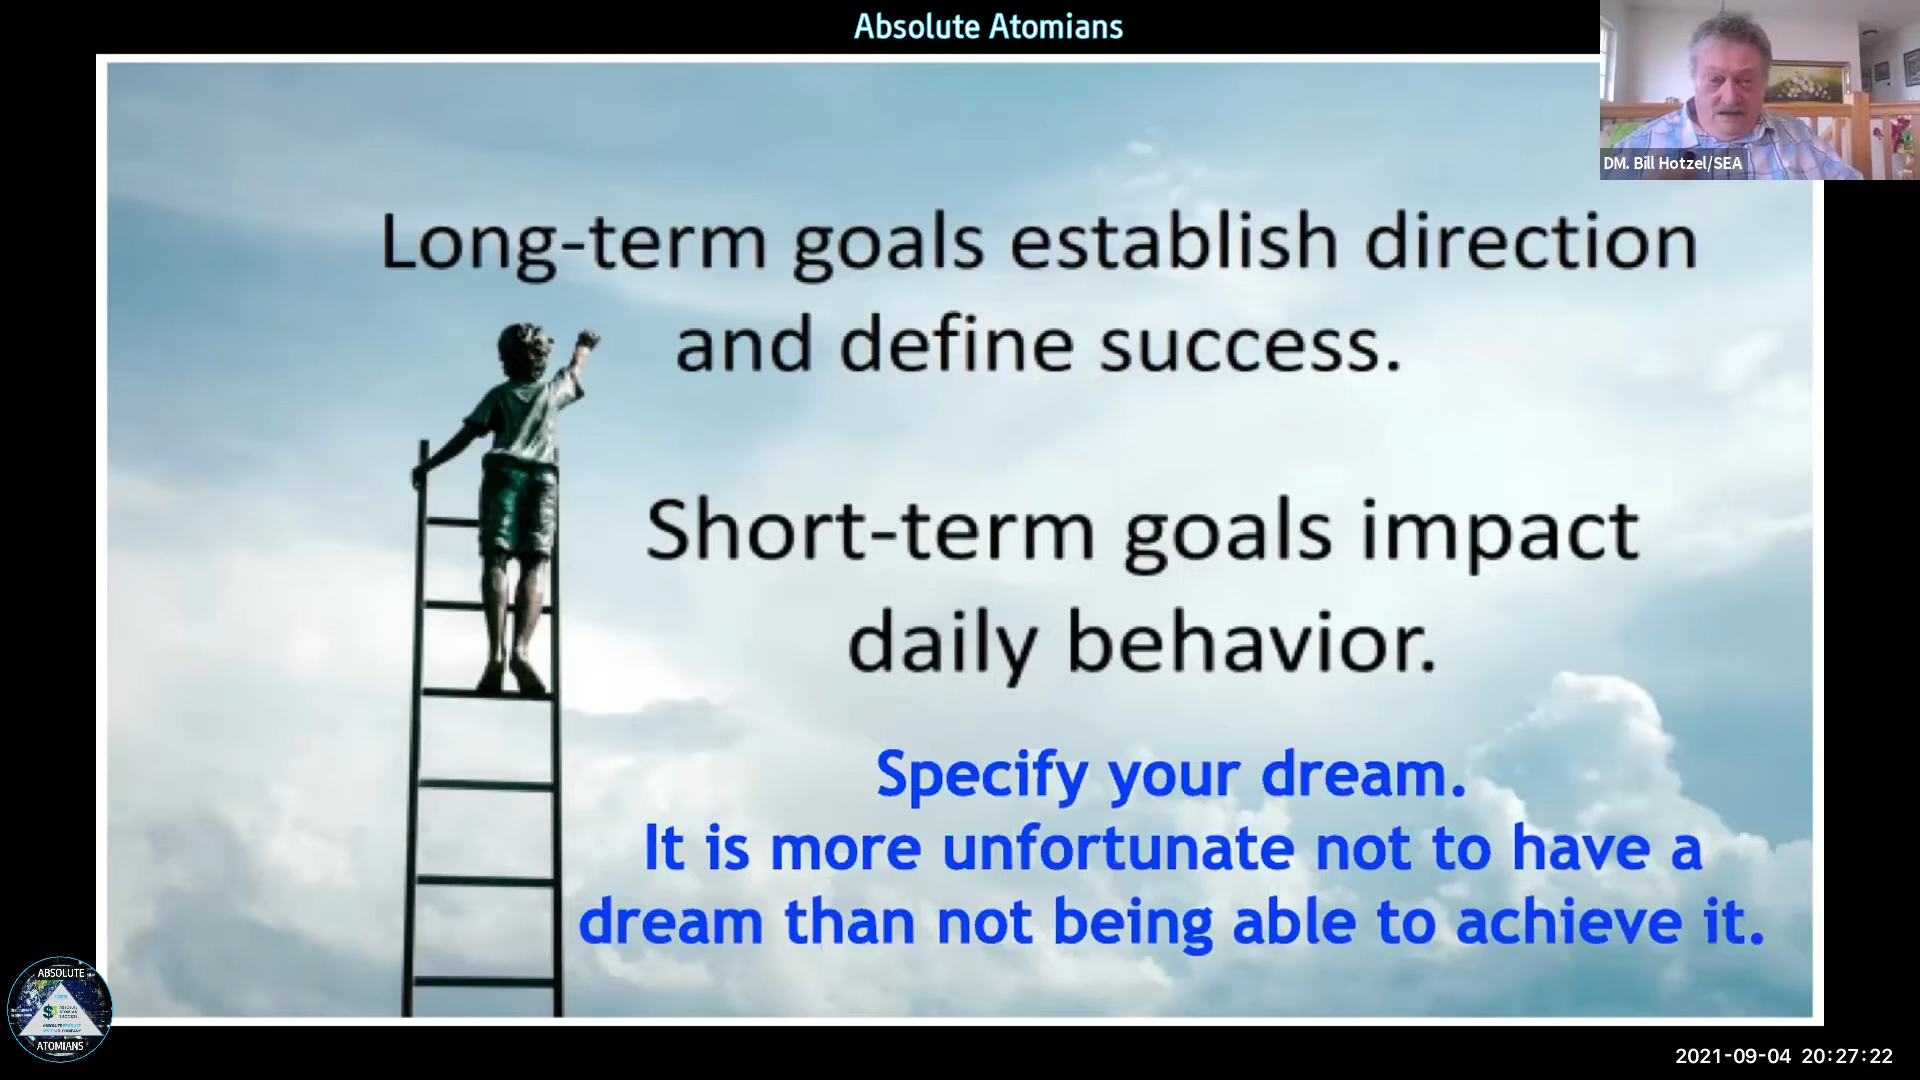 Absolute Atomians
DM. Bill Hotzel/SEA
Long-term goals establish direction
and define success.
Short-term goals impact
daily behavior.
Specify your dream.
It is more unfortunate not to have a
dream than not being able to achieve it.
ABSOLUTE
ATOMIANS
2021-09-04 20:27:22